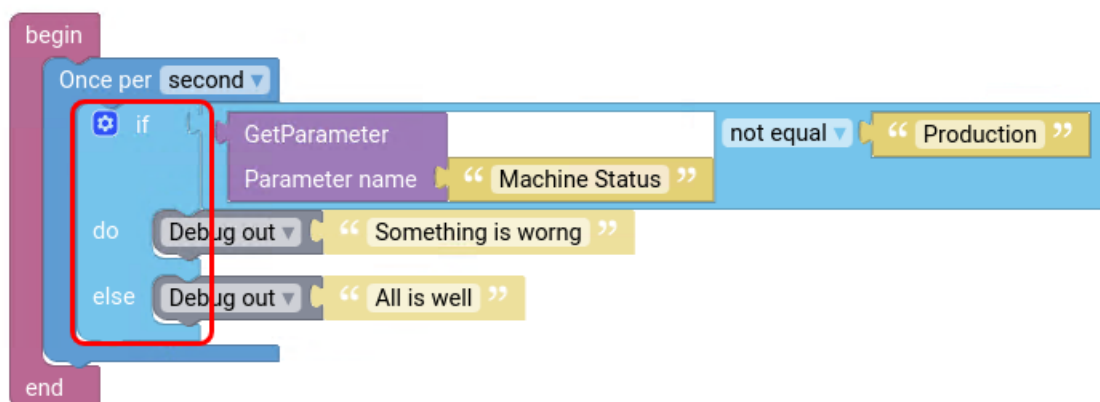 begin
Once per second
if
GetParameter
not equal “ Production ”
Parameter name “ Machine Status ”
do Debug out “ Something is worng ”
else Debug out “ All is well ”
end